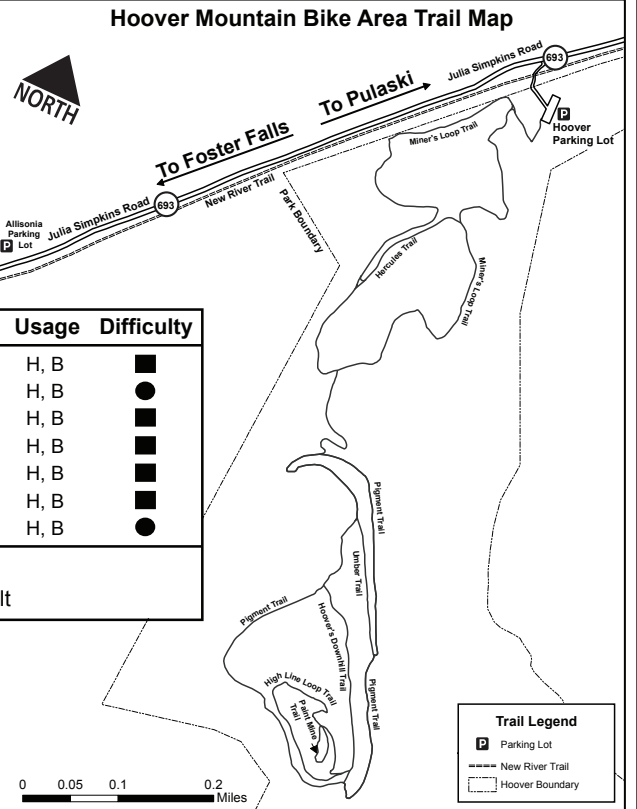 Hoover Mountain Bike Area Trail Map
NORTH
To Foster Falls
To Pulaski
Julia Simpkins Road
693
P
Hoover
Parking Lot
Miner's Loop Trail
New River Trail
693
Julia Simpkins Road
Allisonia
Parking
P Lot
Park Boundary
Hercules Trail
Miner's Loop Trail
Usage Difficulty
H, B
H, B
H, B
H, B
H, B
H, B
H, B
lt
Pigment Trail
Umber Trail
Pigment Trail
Hoover's Downhill Trail
High Line Loop Trail
Paint Mine
Trail
Pigment Trail
Trail Legend
P Parking Lot
New River Trail
Hoover Boundary
0 0.05 0.1 0.2
Miles